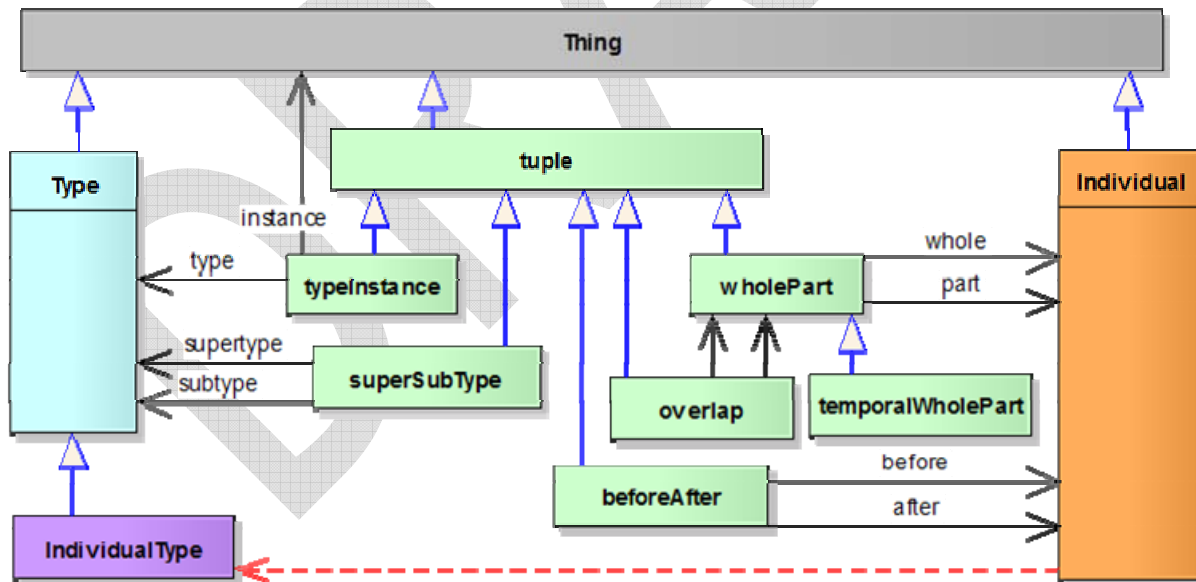 Thing
tuple
Type
Individual
instance
whole
type
typeInstance
wholePart
part
supertype
superSubType
subtype
overlap
temporalWholePart
before
beforeAfter
after
IndividualType